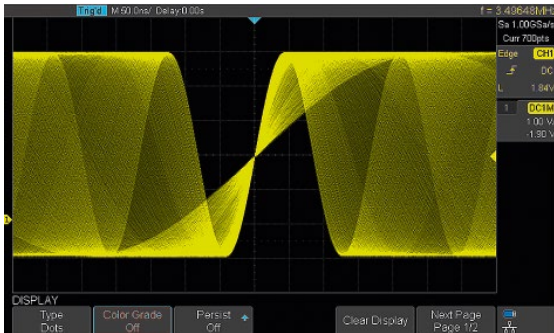 Trig'd M 50.0ns/ Delay:0.00s f = 3.49648MHz
Sa 1.00GSa/s
Curr 700pts
Edge CH1
DC
L 1.84V
1 DC1M
1.00 V/
-1.90 V
1
DISPLAY
Type
Dots
Color Grade
Off
Persist
Off
Clear Display
Next Page
Page 1/2